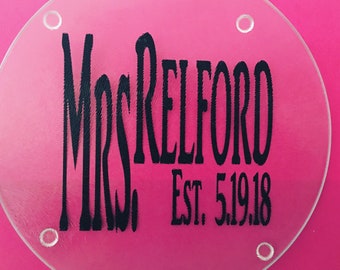 MRS. RELFORD
EST. 5.19.18